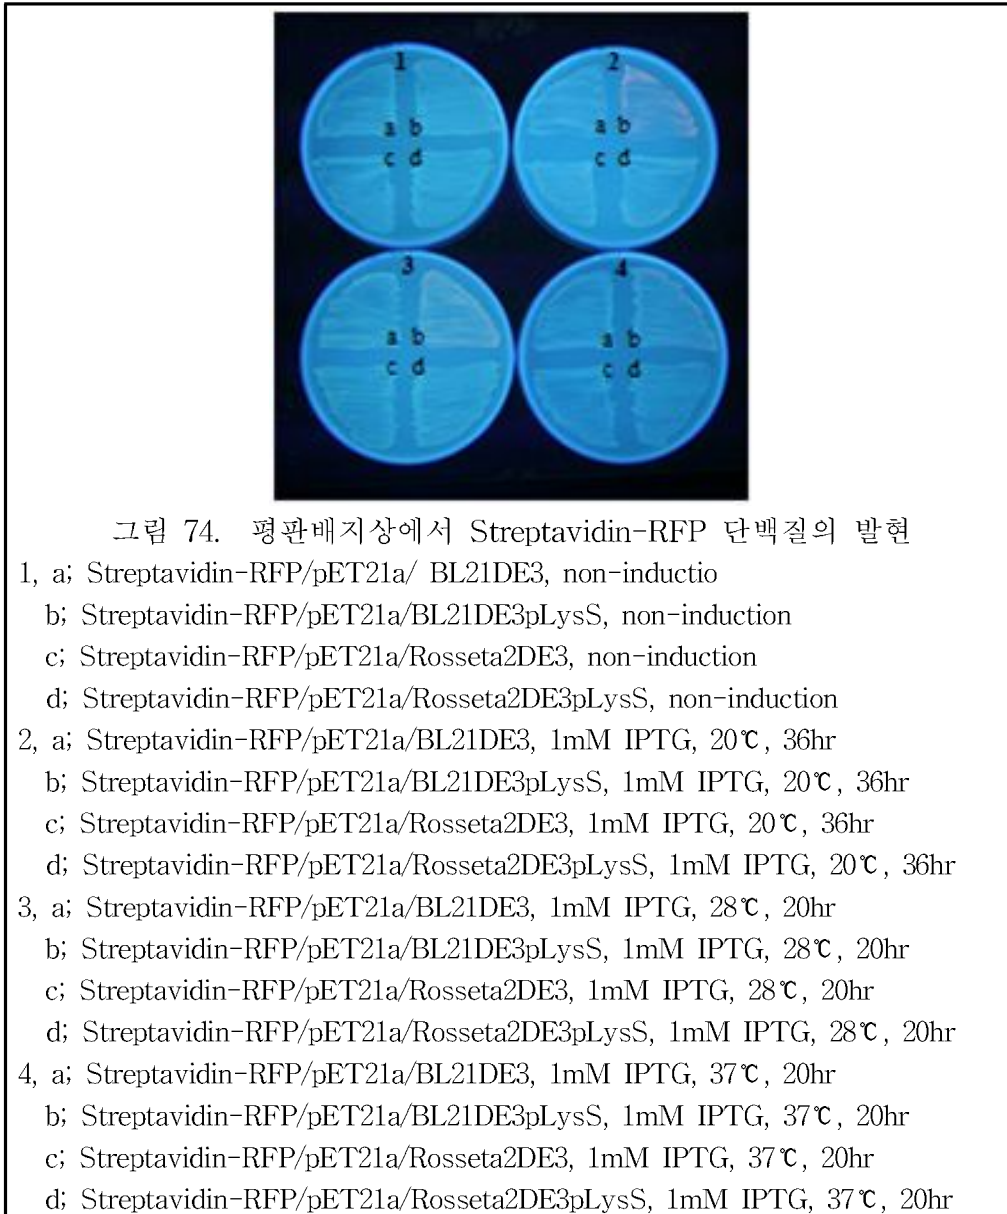 1
2
a b
a b
c d
c d
3
4
a b
a b
c d
c d
그림 74. 평판배지상에서 Streptavidin-RFP 단백질의 발현
1, a; Streptavidin-RFP/pET21a/ BL21DE3, non-inductio
b; Streptavidin-RFP/pET21a/BL21DE3pLysS, non-induction
c; Streptavidin-RFP/pET21a/Rosseta2DE3, non-induction
d; Streptavidin-RFP/pET21a/Rosseta2DE3pLysS, non-induction
2, a; Streptavidin-RFP/pET21a/BL21DE3, 1mM IPTG, 20℃, 36hr
b; Streptavidin-RFP/pET21a/BL21DE3pLysS, 1mM IPTG, 20℃, 36hr
c; Streptavidin-RFP/pET21a/Rosseta2DE3, 1mM IPTG, 20℃, 36hr
d; Streptavidin-RFP/pET21a/Rosseta2DE3pLysS, 1mM IPTG, 20℃, 36hr
3, a; Streptavidin-RFP/pET21a/BL21DE3, 1mM IPTG, 28℃, 20hr
b; Streptavidin-RFP/pET21a/BL21DE3pLysS, 1mM IPTG, 28℃, 20hr
c; Streptavidin-RFP/pET21a/Rosseta2DE3, 1mM IPTG, 28℃, 20hr
d; Streptavidin-RFP/pET21a/Rosseta2DE3pLysS, 1mM IPTG, 28℃, 20hr
4, a; Streptavidin-RFP/pET21a/BL21DE3, 1mM IPTG, 37℃, 20hr
b; Streptavidin-RFP/pET21a/BL21DE3pLysS, 1mM IPTG, 37℃, 20hr
c; Streptavidin-RFP/pET21a/Rosseta2DE3, 1mM IPTG, 37℃, 20hr
d; Streptavidin-RFP/pET21a/Rosseta2DE3pLysS, 1mM IPTG, 37℃, 20hr